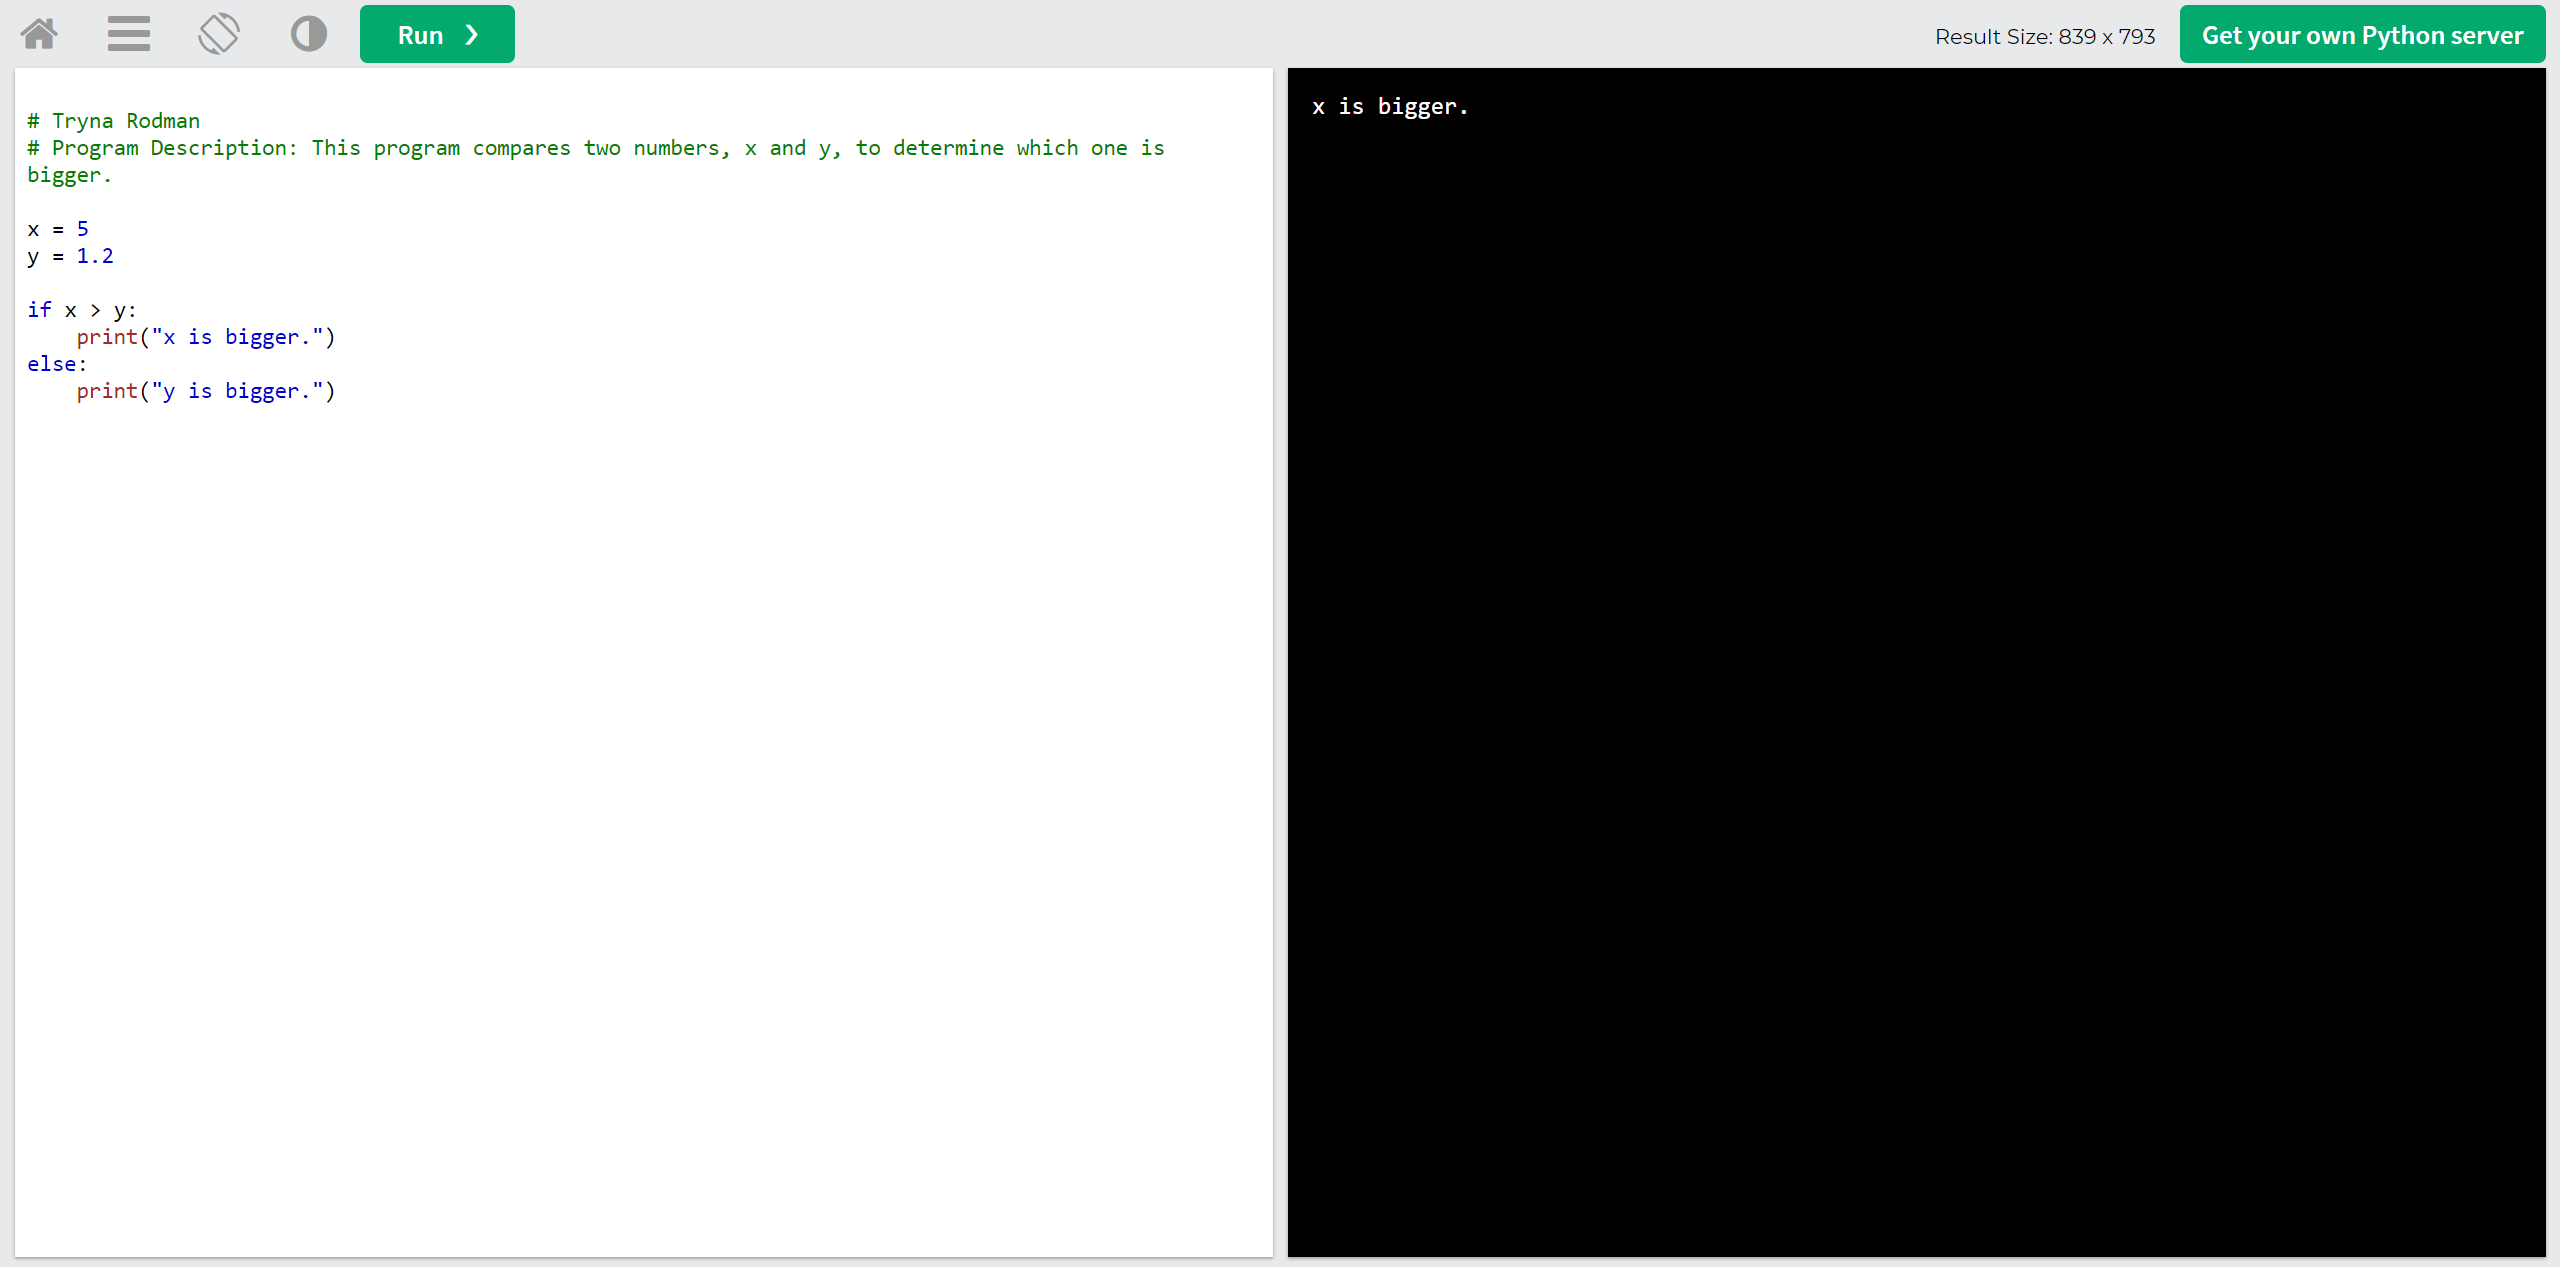 Run ❯
Result Size: 839 x 793
Get your own Python server
# Tryna Rodman
# Program Description: This program compares two numbers, x and y, to determine which one is
bigger.
x = 5
y = 1.2
if x > y:
    print("x is bigger.")
else:
    print("y is bigger.")
x is bigger.